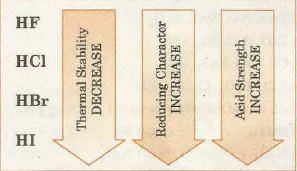 HF
HCl
HBr
HI
Thermal Stability
DECREASE
Reducing Character
INCREASE
Acid Strength
INCREASE